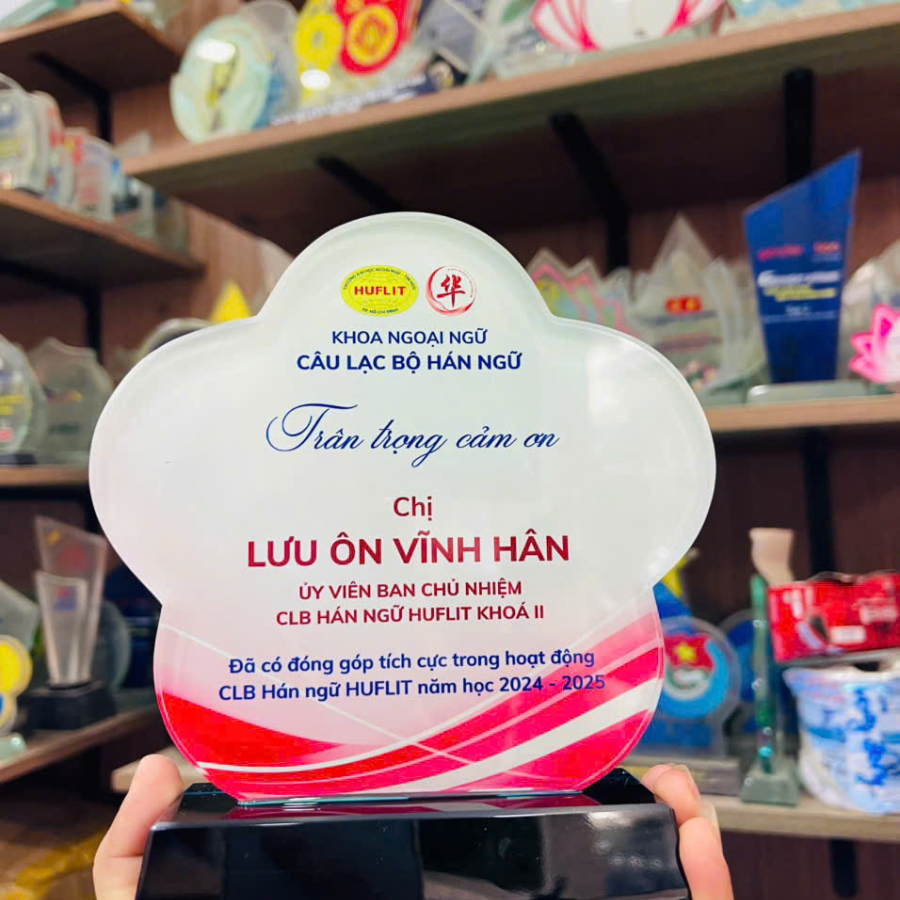 HUFLIT
华
KHOA NGOẠI NGỮ
CÂU LẠC BỘ HÁN NGỮ
Trân trọng cảm ơn
Chị
LƯU ÔN VĨNH HÂN
ỦY VIÊN BAN CHỦ NHIỆM
CLB HÁN NGỮ HUFLIT KHOÁ II
Đã có đóng góp tích cực trong hoạt động
CLB Hán ngữ HUFLIT năm học 2024 - 2025